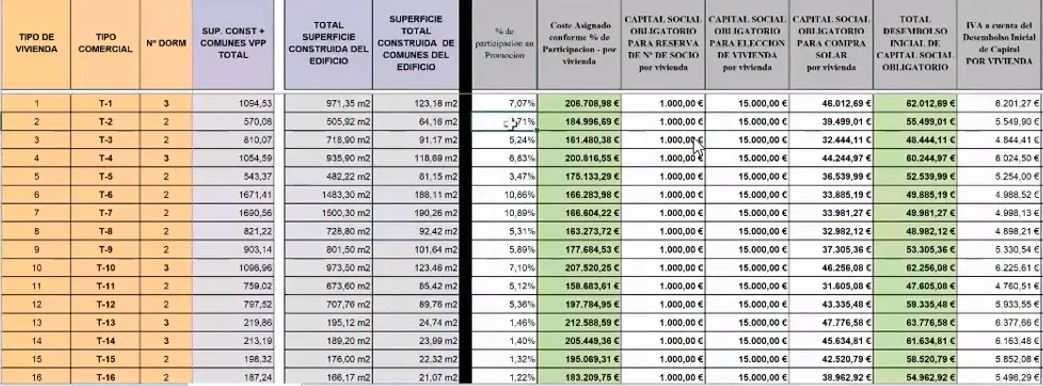 TIPO DE VIVIENDA
TIPO COMERCIAL
Nº DORM
SUP. CONST + COMUNES VPP TOTAL
TOTAL SUPERFICIE CONSTRUIDA DEL EDIFICIO
SUPERFICIE TOTAL CONSTRUIDA DE COMUNES DEL EDIFICIO
% de participacion en Promocion
Coste Asignado conforme % de Participacion - por vivienda
CAPITAL SOCIAL OBLIGATORIO PARA RESERVA DE Nº DE SOCIO por vivienda
CAPITAL SOCIAL OBLIGATORIO PARA ELECCION DE VIVIENDA por vivienda
CAPITAL SOCIAL OBLIGATORIO PARA COMPRA SOLAR por vivienda
TOTAL DESEMBOLSO INICIAL DE CAPITAL SOCIAL OBLIGATORIO
IVA a cuenta del Desembolso Inicial de Capital POR VIVIENDA
1 T-1 3 1094,53 971,35 m2 123,18 m2 7,07% 206.708,98 € 1.000,00 € 15.000,00 € 46.012,69 € 62.012,69 € 6.201,27 €
2 T-2 2 570,08 505,92 m2 64,16 m2 71% 184.996,69 € 1.000,00 € 15.000,00 € 39.499,01 € 55.499,01 € 5.549,90 €
3 T-3 2 810,07 718,90 m2 91,17 m2 5,24% 161.480,38 € 1.000,00 € 15.000,00 € 32.444,11 € 48.444,11 € 4.844,41 €
4 T-4 3 1054,59 935,90 m2 118,69 m2 6,83% 200.816,55 € 1.000,00 € 15.000,00 € 44.244,97 € 60.244,97 € 6.024,50 €
5 T-5 2 543,37 482,22 m2 61,15 m2 3,47% 175.133,29 € 1.000,00 € 15.000,00 € 36.539,99 € 52.539,99 € 5.254,00 €
6 T-6 2 1671,41 1483,30 m2 188,11 m2 10,86% 166.283,98 € 1.000,00 € 15.000,00 € 33.885,19 € 49.885,19 € 4.988,52 €
7 T-7 2 1690,56 1500,30 m2 190,26 m2 10,89% 166.604,22 € 1.000,00 € 15.000,00 € 33.981,27 € 49.981,27 € 4.998,13 €
8 T-8 2 821,22 728,80 m2 92,42 m2 5,31% 163.273,72 € 1.000,00 € 15.000,00 € 32.982,12 € 48.982,12 € 4.898,21 €
9 T-9 2 903,14 801,50 m2 101,64 m2 5,89% 177.684,53 € 1.000,00 € 15.000,00 € 37.305,36 € 53.305,36 € 5.330,54 €
10 T-10 3 1096,96 973,50 m2 123,46 m2 7,10% 207.520,25 € 1.000,00 € 15.000,00 € 46.256,08 € 62.256,08 € 6.225,61 €
11 T-11 2 759,02 673,60 m2 85,42 m2 5,12% 158.683,61 € 1.000,00 € 15.000,00 € 31.605,08 € 47.605,08 € 4.760,51 €
12 T-12 2 797,52 707,76 m2 89,76 m2 5,36% 197.784,95 € 1.000,00 € 15.000,00 € 43.335,48 € 59.335,48 € 5.933,55 €
13 T-13 3 219,86 195,12 m2 24,74 m2 1,46% 212.588,59 € 1.000,00 € 15.000,00 € 47.776,58 € 63.776,58 € 6.377,66 €
14 T-14 3 213,19 189,20 m2 23,99 m2 1,40% 205.449,36 € 1.000,00 € 15.000,00 € 45.634,81 € 61.634,81 € 6.163,48 €
15 T-15 2 198,32 176,00 m2 22,32 m2 1,32% 195.069,31 € 1.000,00 € 15.000,00 € 42.520,79 € 58.520,79 € 5.852,08 €
16 T-16 2 187,24 166,17 m2 21,07 m2 1,22% 183.209,75 € 1.000,00 € 15.000,00 € 38.962,92 € 54.962,92 € 5.496,29 €